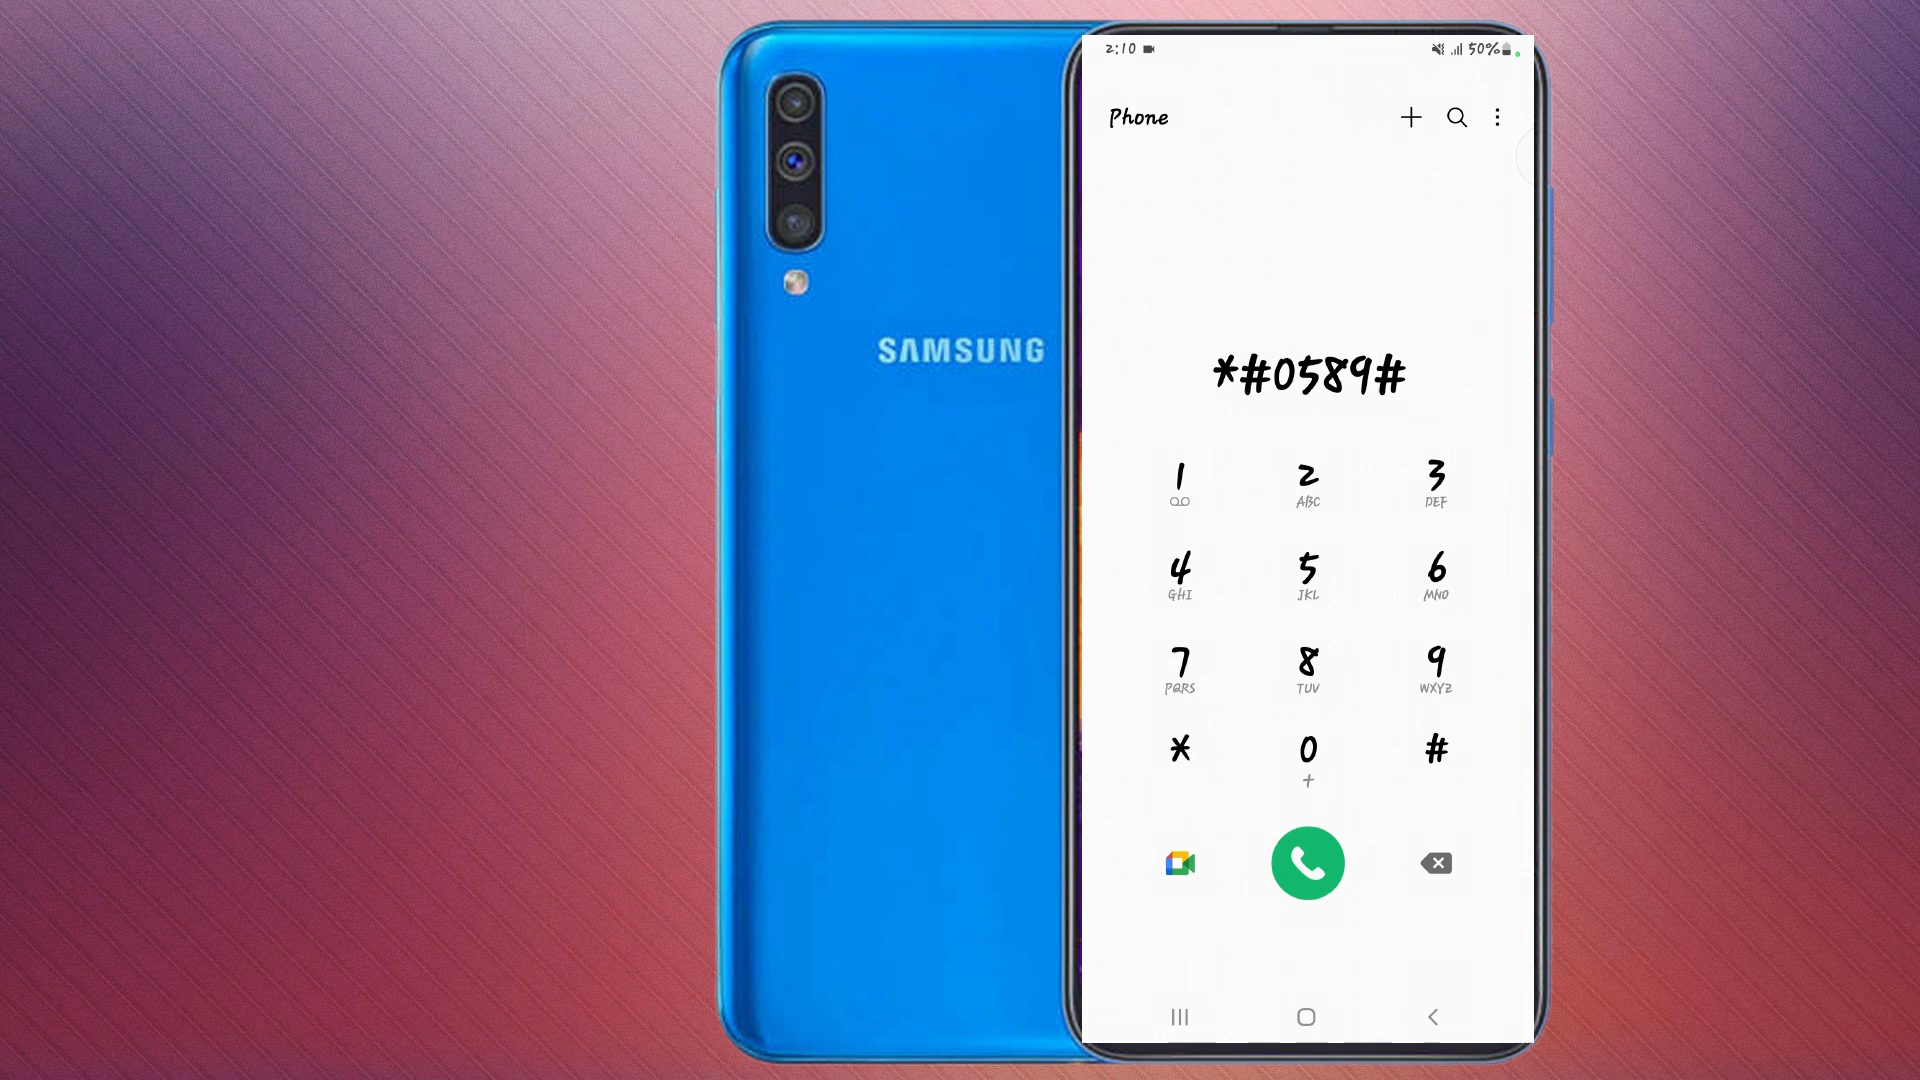 SAMSUNG
2:10 50%
Phone
*#0589#
1 2 3
ABC DEF
4 5 6
GHI JKL MNO
7 8 9
PQRS TUV WXYZ
* 0 #
+